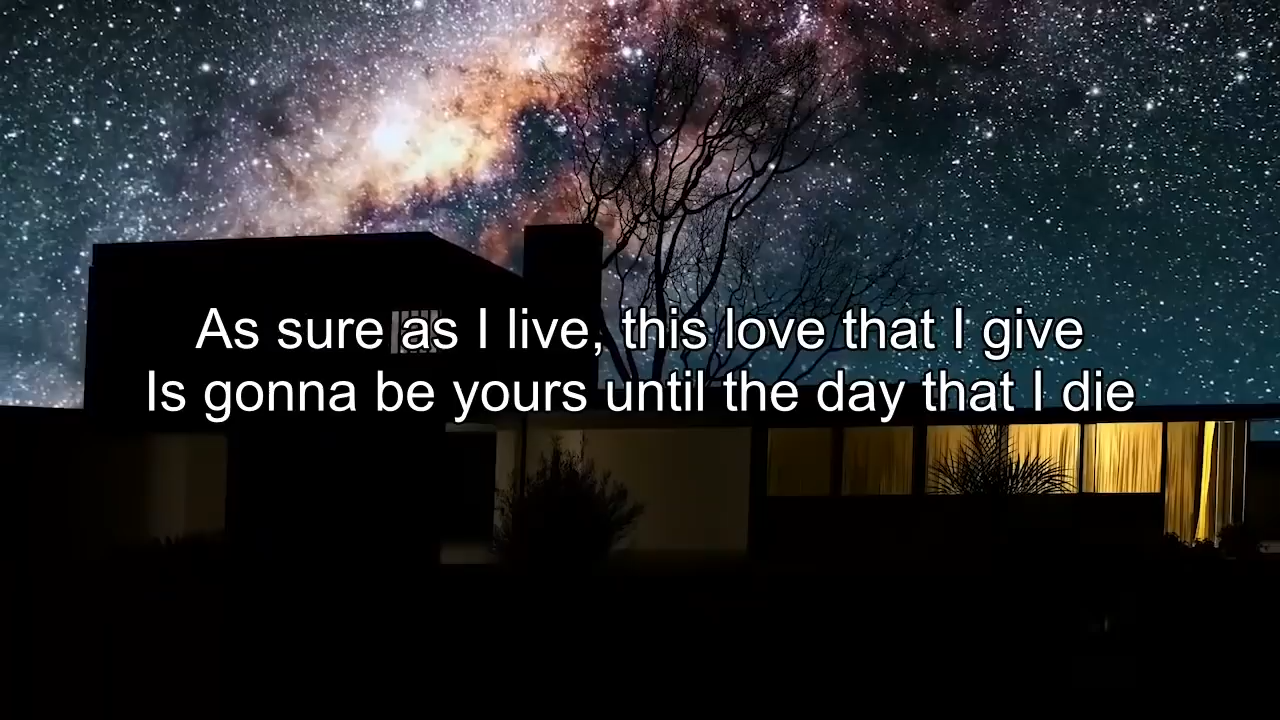 As sure as I live, this love that I give
Is gonna be yours until the day that I die